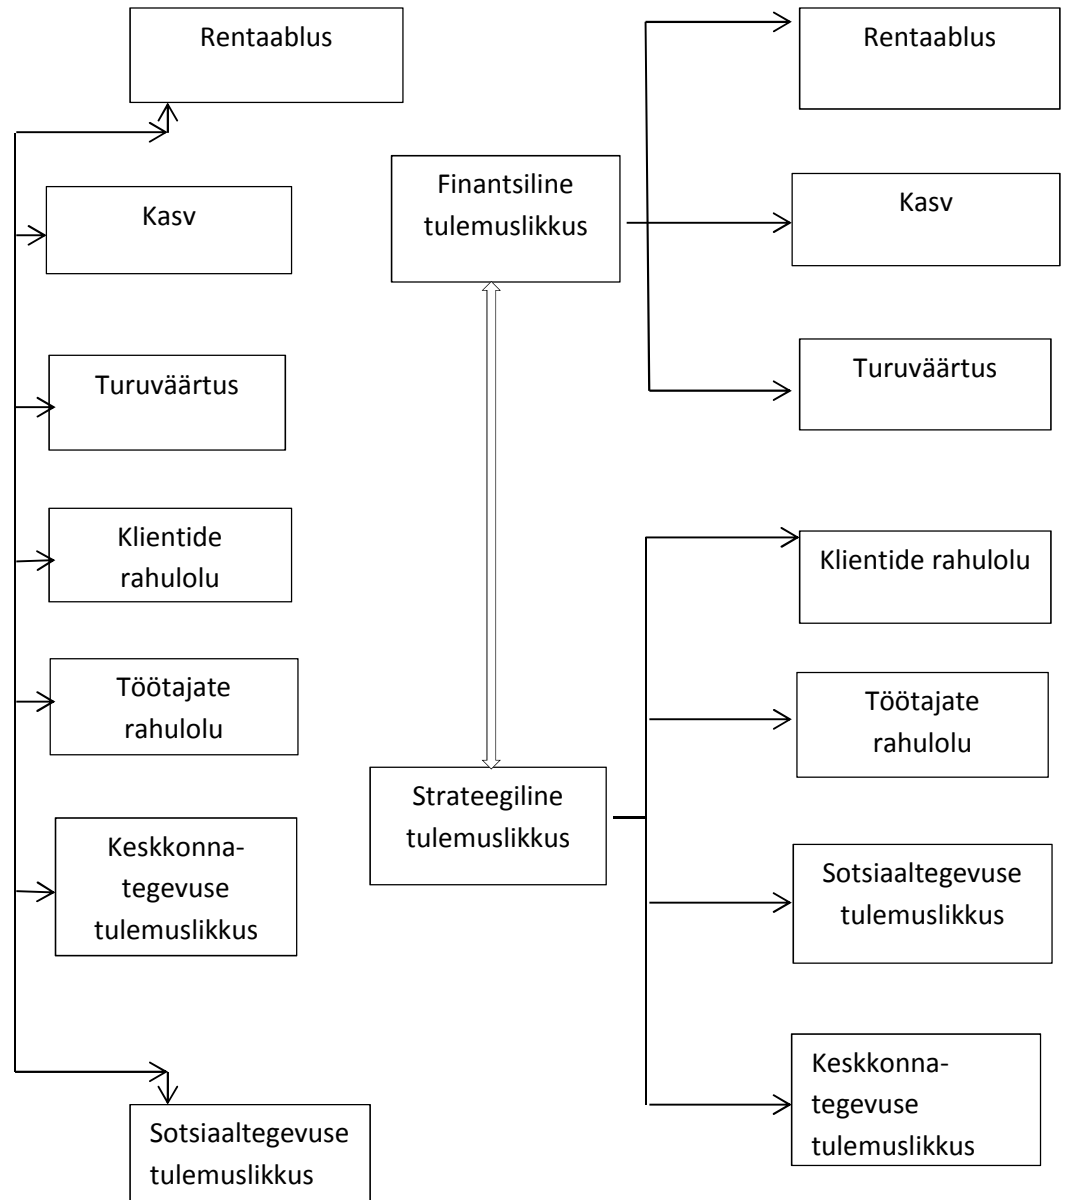 Rentaablus
Kasv
Turuväärtus
Klientide
rahulolu
Töötajate
rahulolu
Keskkonna-
tegevuse
tulemuslikkus
Sotsiaaltegevuse
tulemuslikkus
Finantsiline
tulemuslikkus
Strateegiline
tulemuslikkus
Rentaablus
Kasv
Turuväärtus
Klientide rahulolu
Töötajate
rahulolu
Sotsiaaltegevuse
tulemuslikkus
Keskkonna-
tegevuse
tulemuslikkus